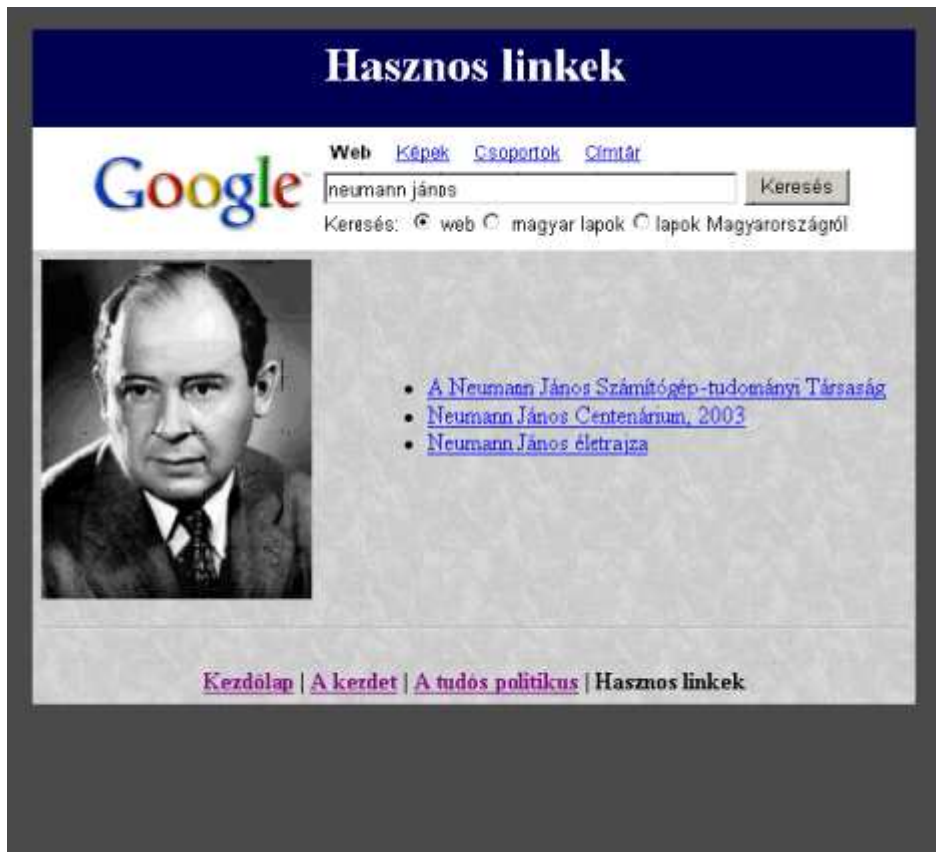 Hasznos linkek
Google
Web Képek Csoportok Címtár
neumann jános Keresés
Keresés: web magyar lapok lapok Magyarországról
A Neumann János Számítógép-tudományi Társaság
Neumann János Centenárium, 2003
Neumann János életrajza
Kezdőlap | A kezdet | A tudós politikus | Hasznos linkek